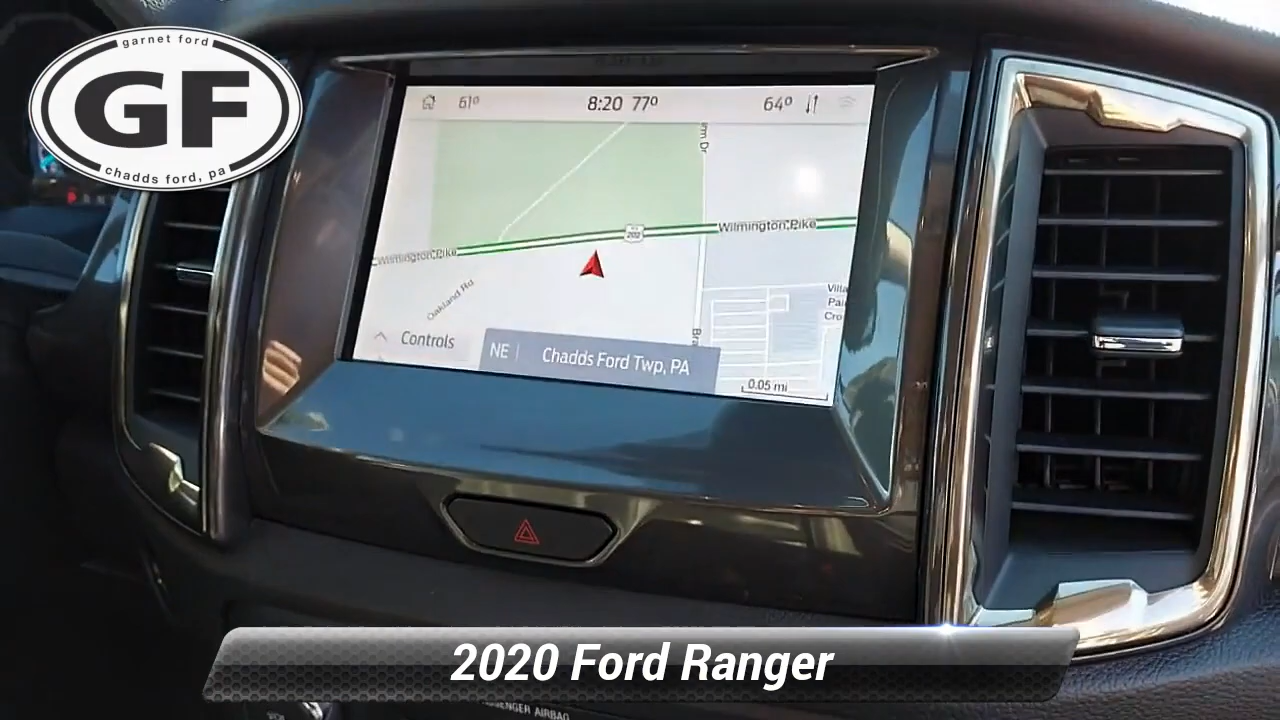 garnet ford
GF
chadds ford, pa
61° 8:20 77° 64°
Wilmington Pike
202
Wilmington Pike
Oakland Rd
Controls
NE Chadds Ford Twp, PA
0.05 mi
2020 Ford Ranger
AIRBAG